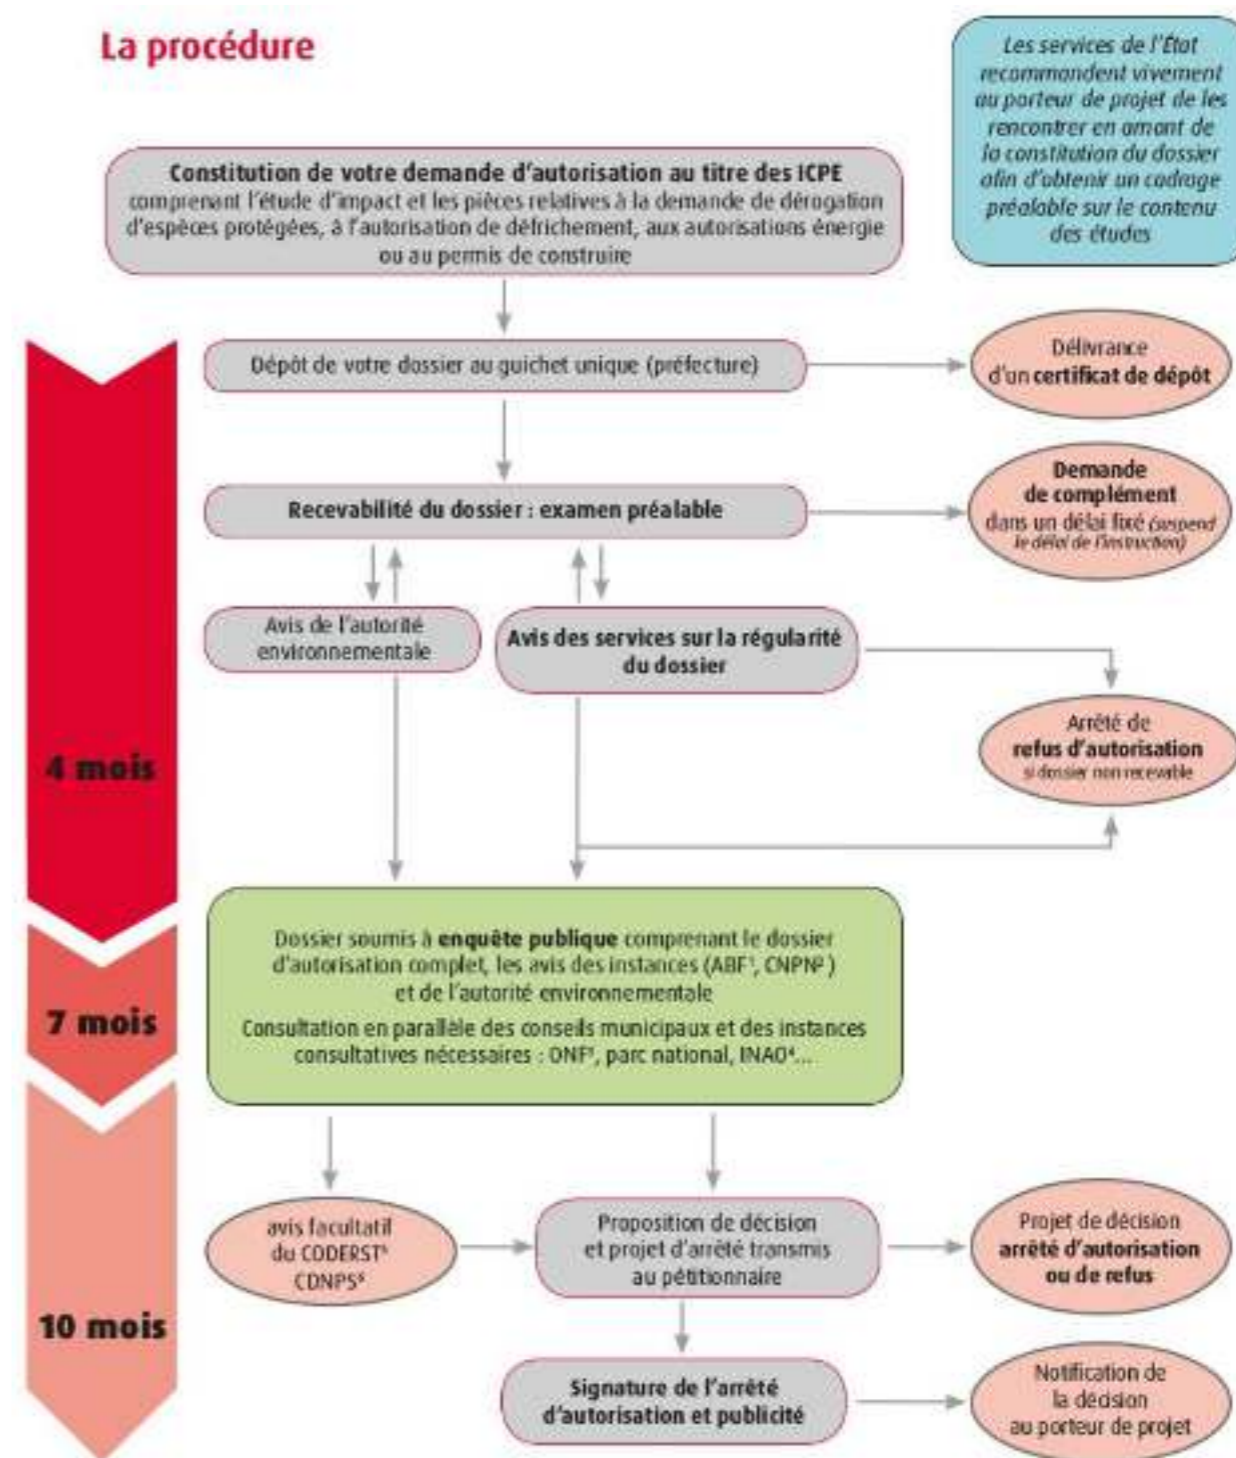 La procédure
Les services de l'État
recommandent vivement
au porteur de projet de les
rencontrer en amont de
la constitution du dossier
afin d'obtenir un cadrage
préalable sur le contenu
des études
Constitution de votre demande d'autorisation au titre des ICPE
comprenant l'étude d'impact et les pièces relatives à la demande de dérogation
d'espèces protégées, à l'autorisation de défrichement, aux autorisations énergie
ou au permis de construire
Dépôt de votre dossier au guichet unique (préfecture)
Délivrance
d'un certificat de dépôt
Recevabilité du dossier : examen préalable
Demande
de complément
dans un délai fixé (suspend
le délai de l'instruction)
Avis de l'autorité
environnementale
Avis des services sur la régularité
du dossier
Arrêté de
refus d'autorisation
si dossier non recevable
4 mois
Dossier soumis à enquête publique comprenant le dossier
d'autorisation complet, les avis des instances (ABF¹, CNPN²)
et de l'autorité environnementale
Consultation en parallèle des conseils municipaux et des instances
consultatives nécessaires : ONF³, parc national, INAO⁴...
7 mois
avis facultatif
du CODERST⁵
CDNPS⁶
Proposition de décision
et projet d'arrêté transmis
au pétitionnaire
Projet de décision
arrêté d'autorisation
ou de refus
10 mois
Signature de l'arrêté
d'autorisation et publicité
Notification de
la décision
au porteur de projet